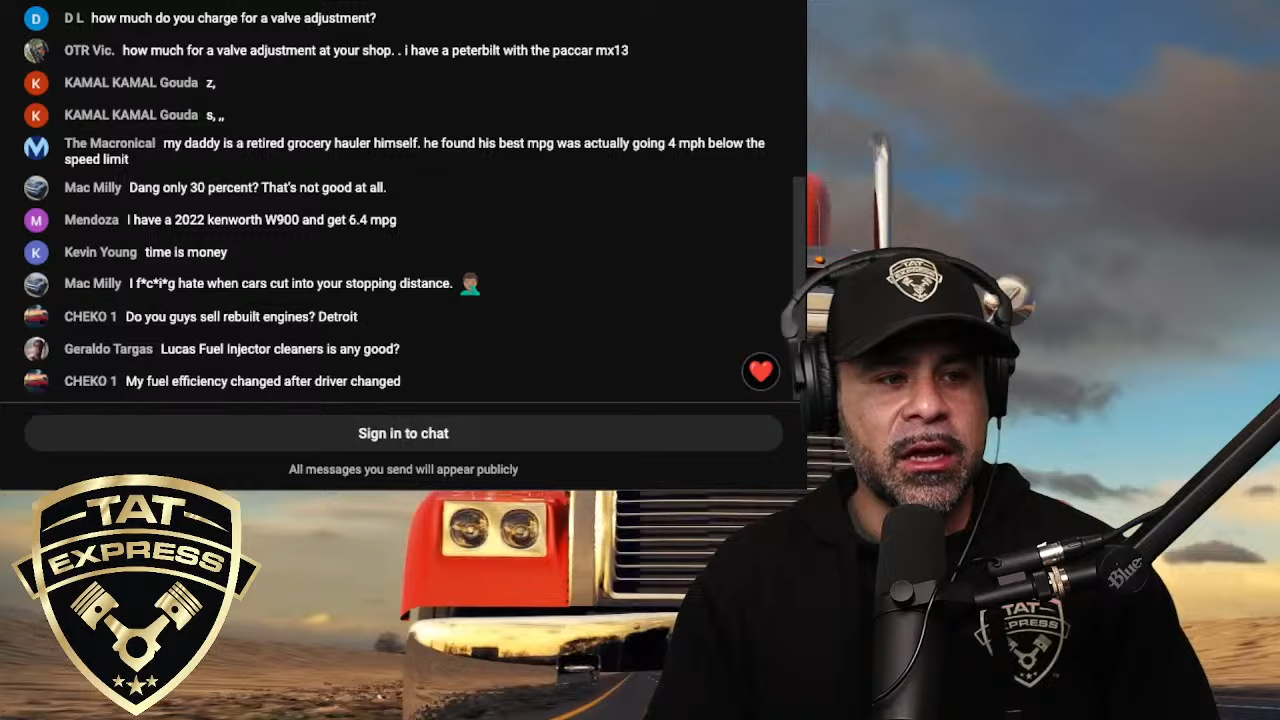 D
D L how much do you charge for a valve adjustment?
OTR Vic. how much for a valve adjustment at your shop. . i have a peterbilt with the paccar mx13
K
KAMAL KAMAL Gouda z,
K
KAMAL KAMAL Gouda s, ,,
The Macronical my daddy is a retired grocery hauler himself. he found his best mpg was actually going 4 mph below the
speed limit
Mac Milly Dang only 30 percent? That's not good at all.
M
Mendoza I have a 2022 kenworth W900 and get 6.4 mpg
K
Kevin Young time is money
Mac Milly I f*c*i*g hate when cars cut into your stopping distance.
CHEKO 1 Do you guys sell rebuilt engines? Detroit
Geraldo Targas Lucas Fuel Injector cleaners is any good?
CHEKO 1 My fuel efficiency changed after driver changed
Sign in to chat
All messages you send will appear publicly
TAT
EXPRESS
TAT
EXPRESS
Blue
TAT
EXPRESS